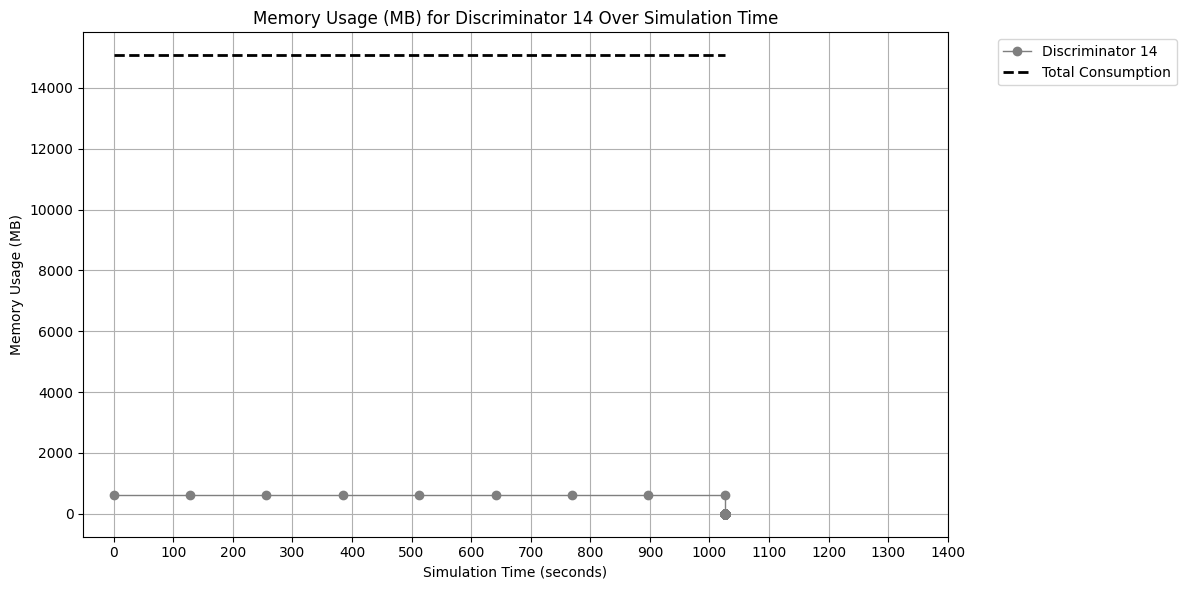 Memory Usage (MB) for Discriminator 14 Over Simulation Time
Discriminator 14
Total Consumption
Memory Usage (MB)
14000
12000
10000
8000
6000
4000
2000
0
0 100 200 300 400 500 600 700 800 900 1000 1100 1200 1300 1400
Simulation Time (seconds)